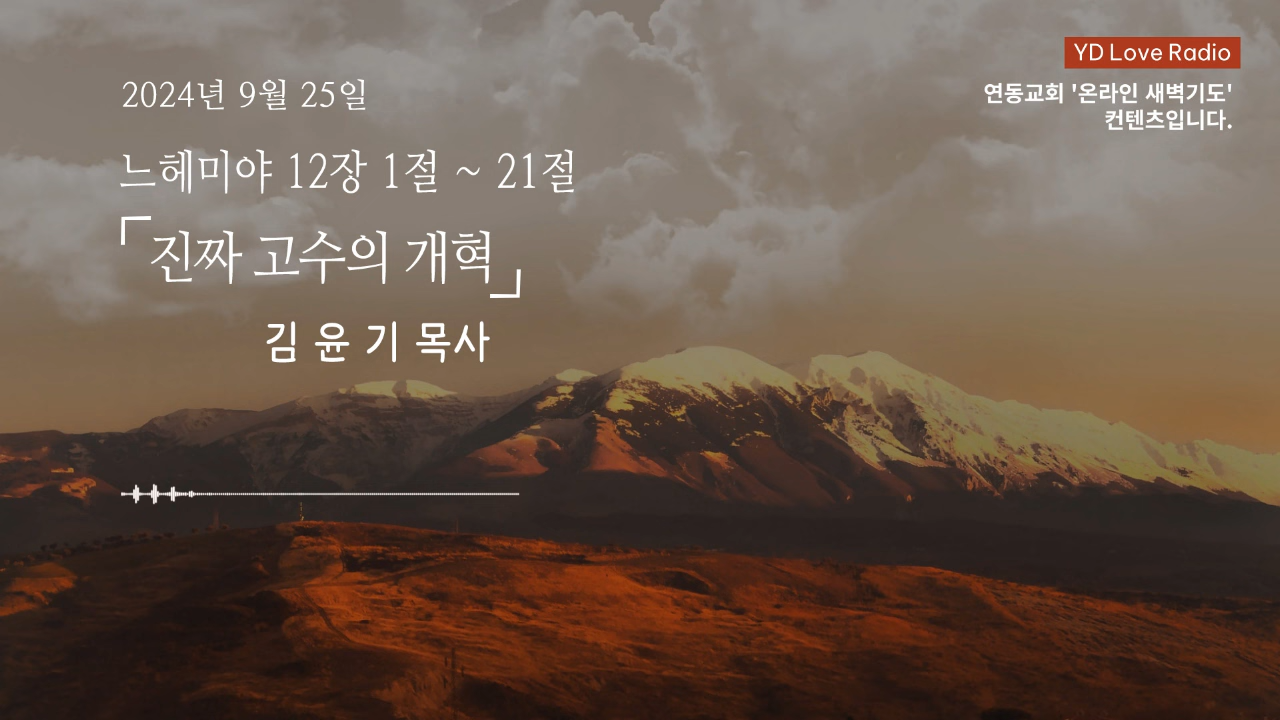 2024년 9월 25일
느헤미야 12장 1절 ~ 21절
「진짜 고수의 개혁」
김 윤 기 목사
YD Love Radio
연동교회 '온라인 새벽기도'
컨텐츠입니다.